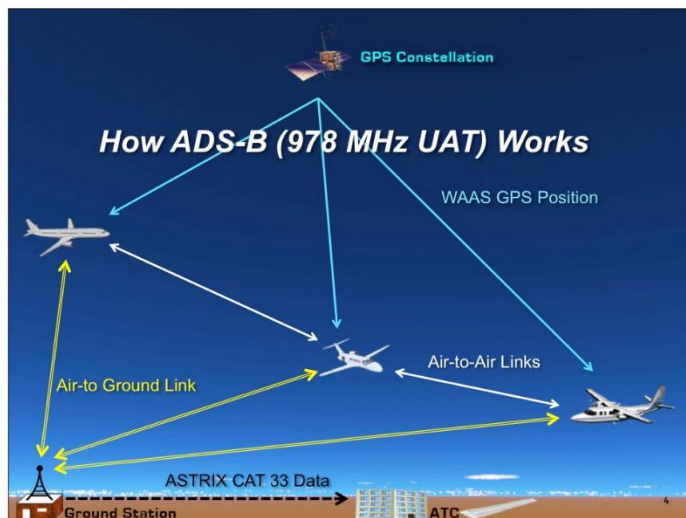 GPS Constellation
How ADS-B (978 MHz UAT) Works
WAAS GPS Position
Air-to-Air Links
Air-to Ground Link
ASTRIX CAT 33 Data
4
Ground Station
ATC